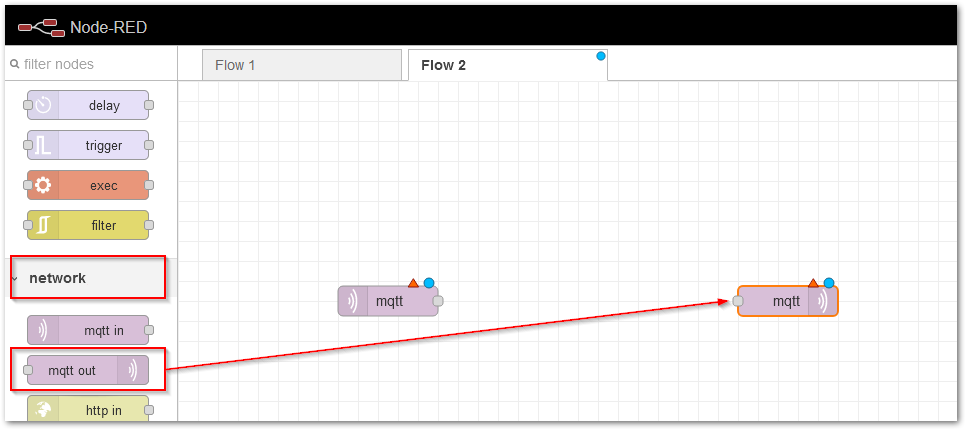 Node-RED
filter nodes
Flow 1
Flow 2
delay
trigger
exec
filter
network
mqtt in
mqtt out
http in
mqtt
mqtt